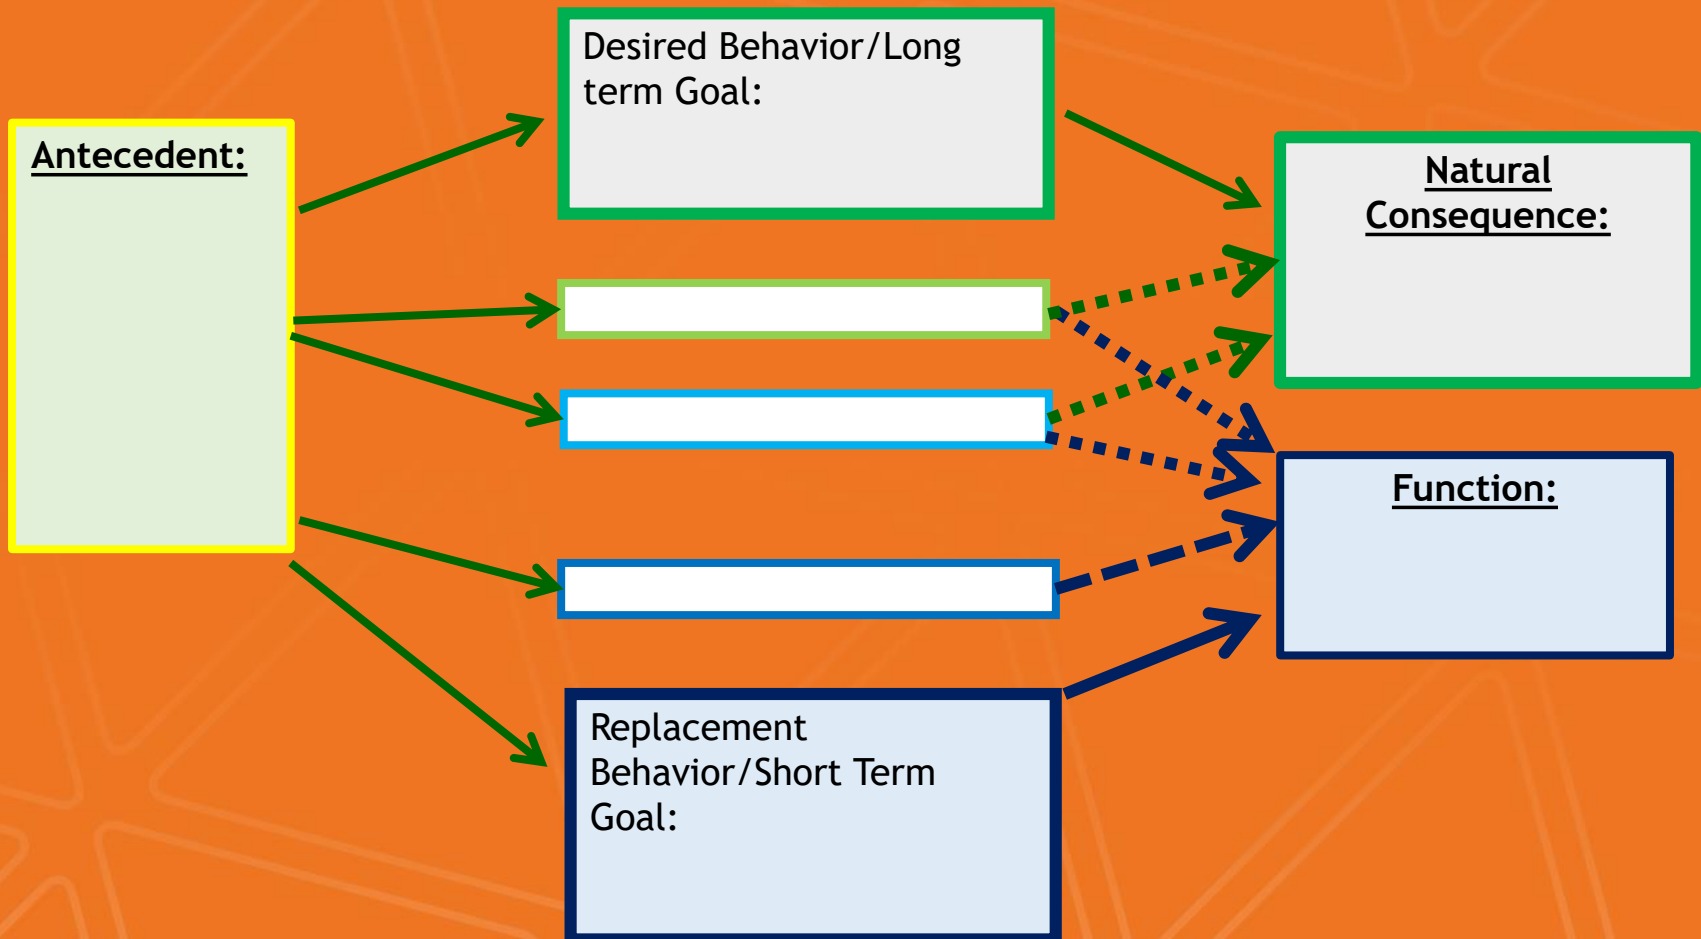 Desired Behavior/Long
term Goal:
Antecedent:
Natural
Consequence:
Function:
Replacement
Behavior/Short Term
Goal: